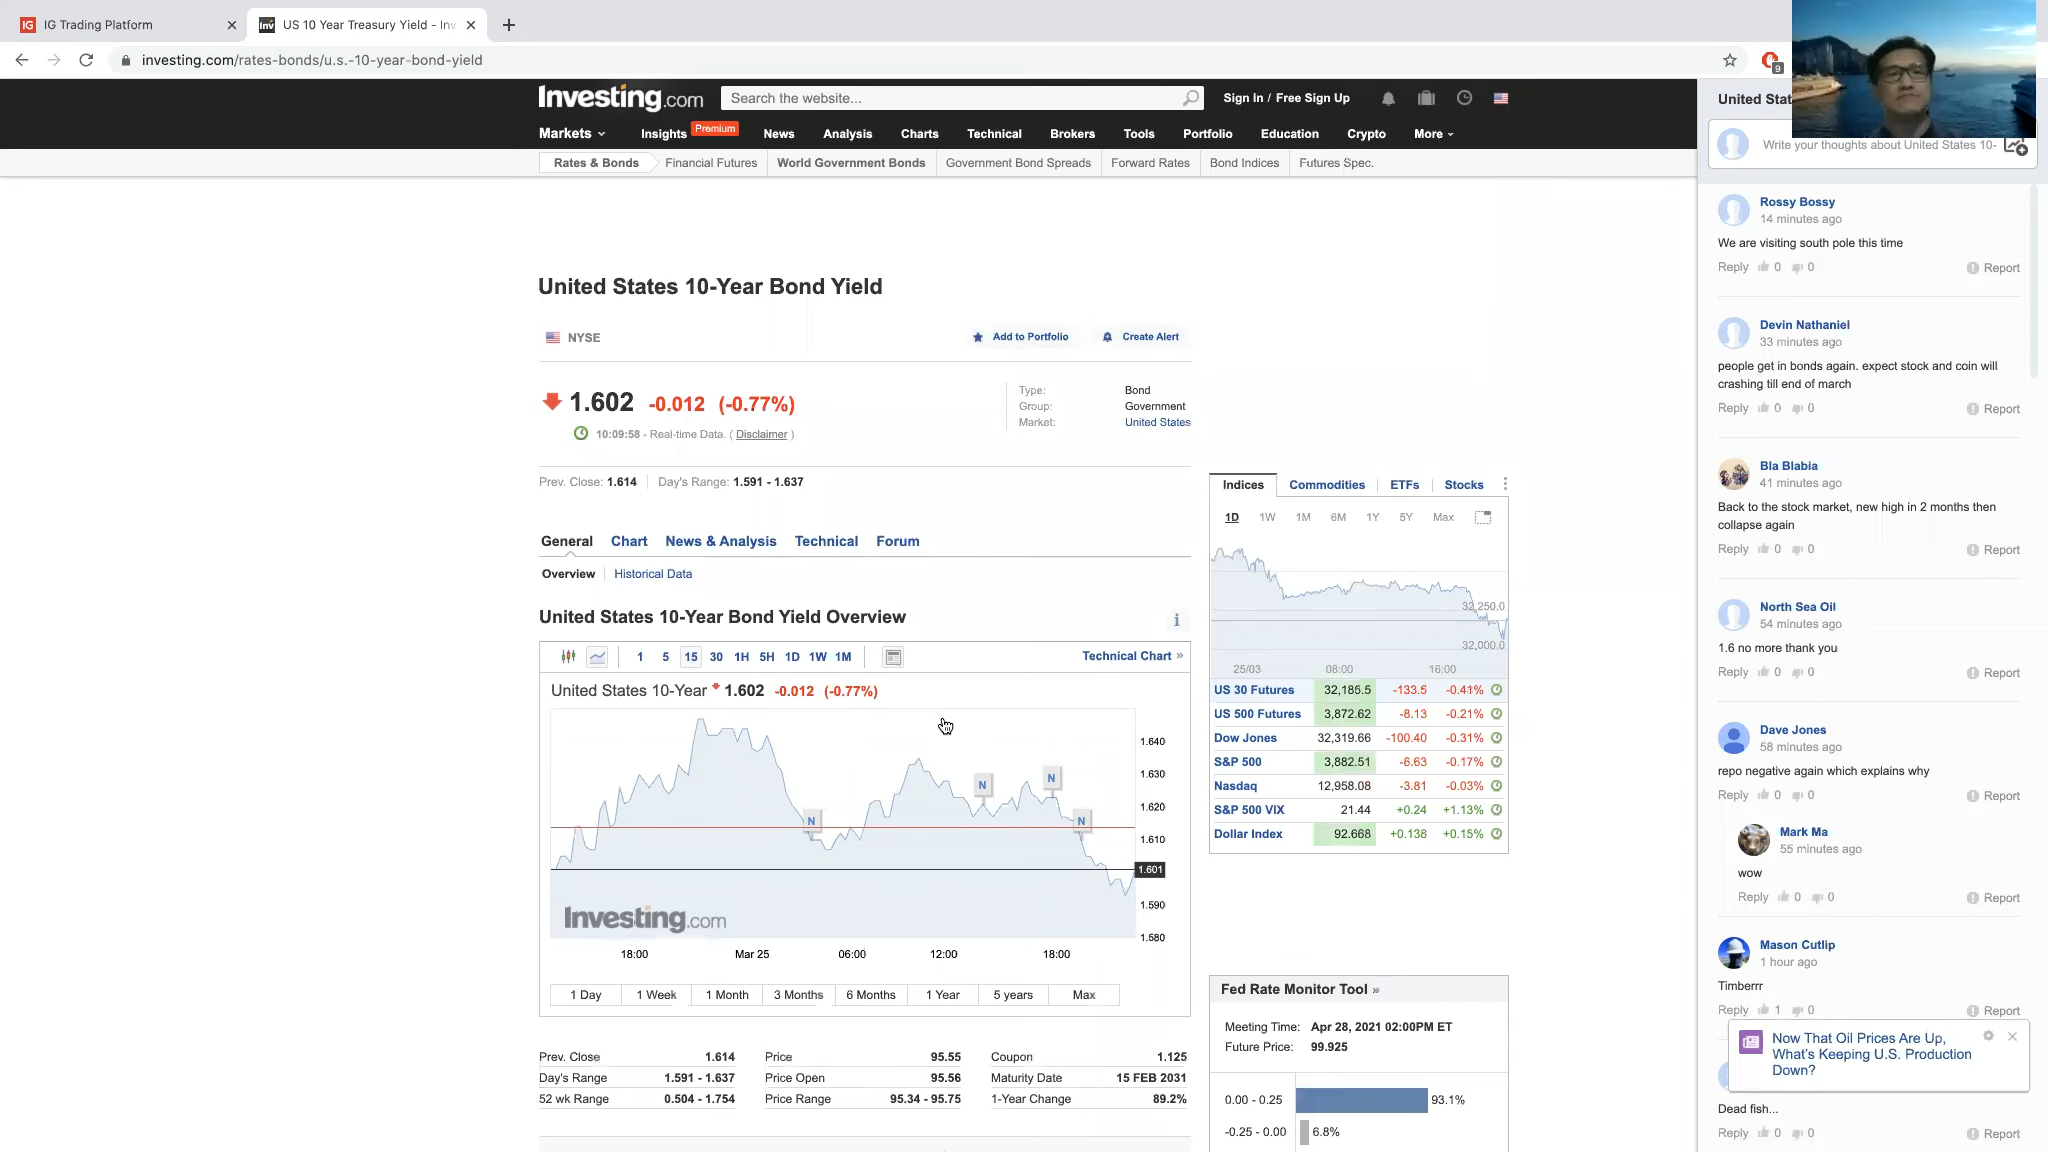 IG Trading Platform
US 10 Year Treasury Yield - Inv
investing.com/rates-bonds/u.s.-10-year-bond-yield
9
Investing.com
Search the website...
Sign In / Free Sign Up
Markets
Insights
Premium
News
Analysis
Charts
Technical
Brokers
Tools
Portfolio
Education
Crypto
More
Rates & Bonds
Financial Futures
World Government Bonds
Government Bond Spreads
Forward Rates
Bond Indices
Futures Spec.
United States 10-Year Bond Yield
NYSE
Add to Portfolio
Create Alert
1.602 -0.012 (-0.77%)
10:09:58 - Real-time Data. ( Disclaimer )
Type: Bond
Group: Government
Market: United States
Prev. Close: 1.614
Day's Range: 1.591 - 1.637
General
Chart
News & Analysis
Technical
Forum
Overview
Historical Data
United States 10-Year Bond Yield Overview
i
1 5 15 30 1H 5H 1D 1W 1M
Technical Chart »
United States 10-Year 1.602 -0.012 (-0.77%)
1.640
1.630
1.620
1.610
1.601
1.590
1.580
N
N
N
N
Investing.com
18:00 Mar 25 06:00 12:00 18:00
1 Day
1 Week
1 Month
3 Months
6 Months
1 Year
5 years
Max
Prev. Close 1.614
Day's Range 1.591 - 1.637
52 wk Range 0.504 - 1.754
Price 95.55
Price Open 95.56
Price Range 95.34 - 95.75
Coupon 1.125
Maturity Date 15 FEB 2031
1-Year Change 89.2%
Indices
Commodities
ETFs
Stocks
1D 1W 1M 6M 1Y 5Y Max
32,250.0
32,000.0
25/03 08:00 16:00
US 30 Futures 32,186.5 -133.5 -0.41%
US 500 Futures 3,872.62 -8.13 -0.21%
Dow Jones 32,319.66 -100.40 -0.31%
S&P 500 3,882.51 -6.63 -0.17%
Nasdaq 12,958.08 -3.81 -0.03%
S&P 500 VIX 21.44 +0.24 +1.13%
Dollar Index 92.668 +0.138 +0.15%
Fed Rate Monitor Tool »
Meeting Time: Apr 28, 2021 02:00PM ET
Future Price: 99.925
0.00 - 0.25 93.1%
-0.25 - 0.00 6.8%
United Stat
Write your thoughts about United States 10-
Rossy Bossy
14 minutes ago
We are visiting south pole this time
Reply 0 0 Report
Devin Nathaniel
33 minutes ago
people get in bonds again. expect stock and coin will
crashing till end of march
Reply 0 0 Report
Bla Blabia
41 minutes ago
Back to the stock market, new high in 2 months then
collapse again
Reply 0 0 Report
North Sea Oil
54 minutes ago
1.6 no more thank you
Reply 0 0 Report
Dave Jones
58 minutes ago
repo negative again which explains why
Reply 0 0 Report
Mark Ma
55 minutes ago
wow
Reply 0 0 Report
Mason Cutlip
1 hour ago
Timberrr
Reply 1 0 Report
Now That Oil Prices Are Up,
What's Keeping U.S. Production
Down?
Dead fish...
Reply 0 0 Report